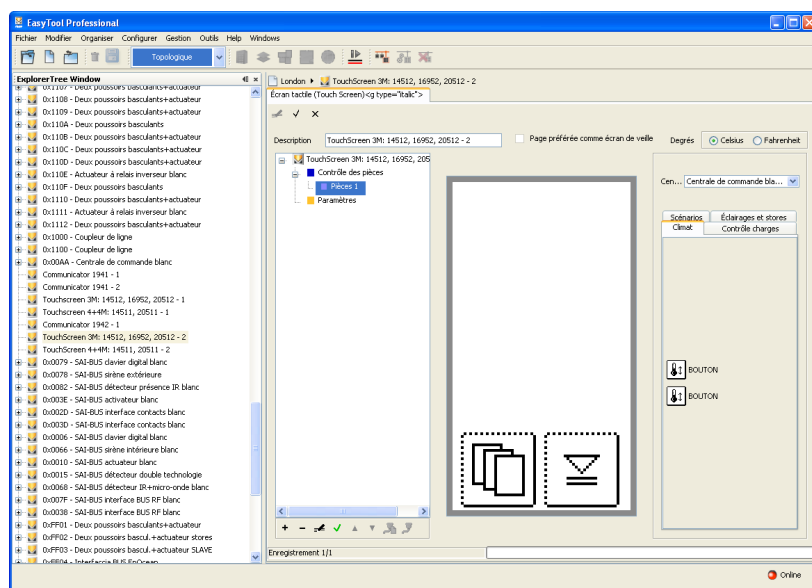 EasyTool Professional
Fichier Modifier Organiser Configurer Gestion Outils Help Windows
Topologique
ExplorerTree Window
0x1107 - Deux poussoirs basculants+actuateur
0x1108 - Deux poussoirs basculants+actuateur
0x1109 - Deux poussoirs basculants+actuateur
0x110A - Deux poussoirs basculants
0x110B - Deux poussoirs basculants+actuateur
0x110C - Deux poussoirs basculants+actuateur
0x110D - Deux poussoirs basculants+actuateur
0x110E - Actuateur à relais inverseur blanc
0x110F - Deux poussoirs basculants
0x1110 - Deux poussoirs basculants+actuateur
0x1111 - Actuateur à relais inverseur blanc
0x1112 - Deux poussoirs basculants+actuateur
0x1000 - Coupleur de ligne
0x1100 - Coupleur de ligne
0x00AA - Centrale de commande blanc
Communicator 1941 - 1
Communicator 1941 - 2
Touchscreen 3M: 14512, 16952, 20512 - 1
Touchscreen 4+4M: 14511, 20511 - 1
Communicator 1942 - 1
TouchScreen 3M: 14512, 16952, 20512 - 2
TouchScreen 4+4M: 14511, 20511 - 2
0x0079 - SAI-BUS clavier digital blanc
0x0078 - SAI-BUS sirène extérieure
0x0082 - SAI-BUS détecteur présence IR blanc
0x003E - SAI-BUS activateur blanc
0x002D - SAI-BUS interface contacts blanc
0x003D - SAI-BUS interface contacts blanc
0x0006 - SAI-BUS clavier digital blanc
0x0066 - SAI-BUS sirène intérieure blanc
0x0010 - SAI-BUS actuateur blanc
0x0015 - SAI-BUS détecteur double technologie
0x0068 - SAI-BUS détecteur IR+micro-onde blanc
0x007F - SAI-BUS interface BUS RF blanc
0x0038 - SAI-BUS interface BUS RF blanc
0xFF01 - Deux poussoirs basculants+actuateur
0xFF02 - Deux poussoirs bascul.+actuateur stores
0xFF03 - Deux poussoirs bascul.+actuateur SLAVE
0xFF04 - Interfaccia BUS EnOcean
London TouchScreen 3M: 14512, 16952, 20512 - 2
Écran tactile (Touch Screen)<g type="italic">
Description TouchScreen 3M: 14512, 16952, 20512 - 2 Page préférée comme écran de veille Degrés Celsius Fahrenheit
TouchScreen 3M: 14512, 16952, 205
Contrôle des pièces
Pièces 1
Paramètres
Cen... Centrale de commande bla...
Scénarios Éclairages et stores
Climat Contrôle charges
BOUTON
BOUTON
Enregistrement 1/1
Online